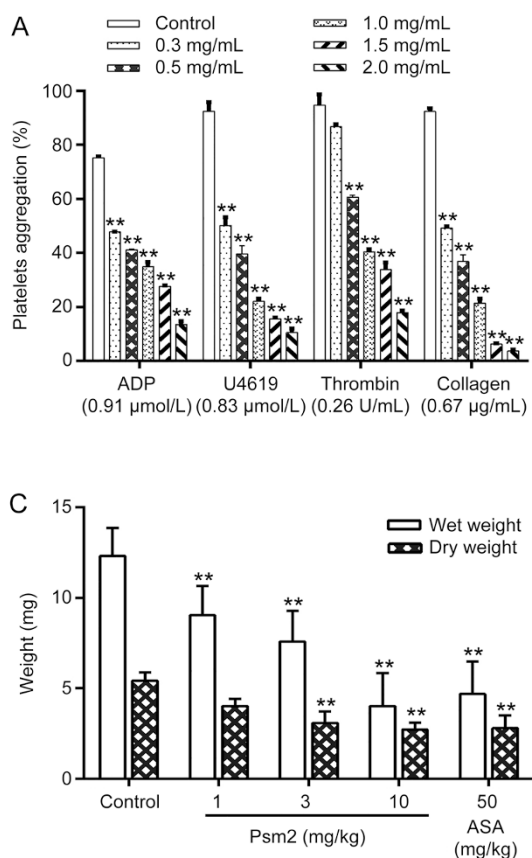 A
Control
0.3 mg/mL
0.5 mg/mL
1.0 mg/mL
1.5 mg/mL
2.0 mg/mL
Platelets aggregation (%)
100
80
60
40
20
0
** ** ** ** **
** ** ** ** **
** ** ** **
** ** ** ** **
ADP U4619 Thrombin Collagen
(0.91 μmol/L) (0.83 μmol/L) (0.26 U/mL) (0.67 μg/mL)
C
Wet weight
Dry weight
Weight (mg)
15
10
5
0
** ** ** ** ** ** **
Control 1 3 10 50
Psm2 (mg/kg) ASA
(mg/kg)